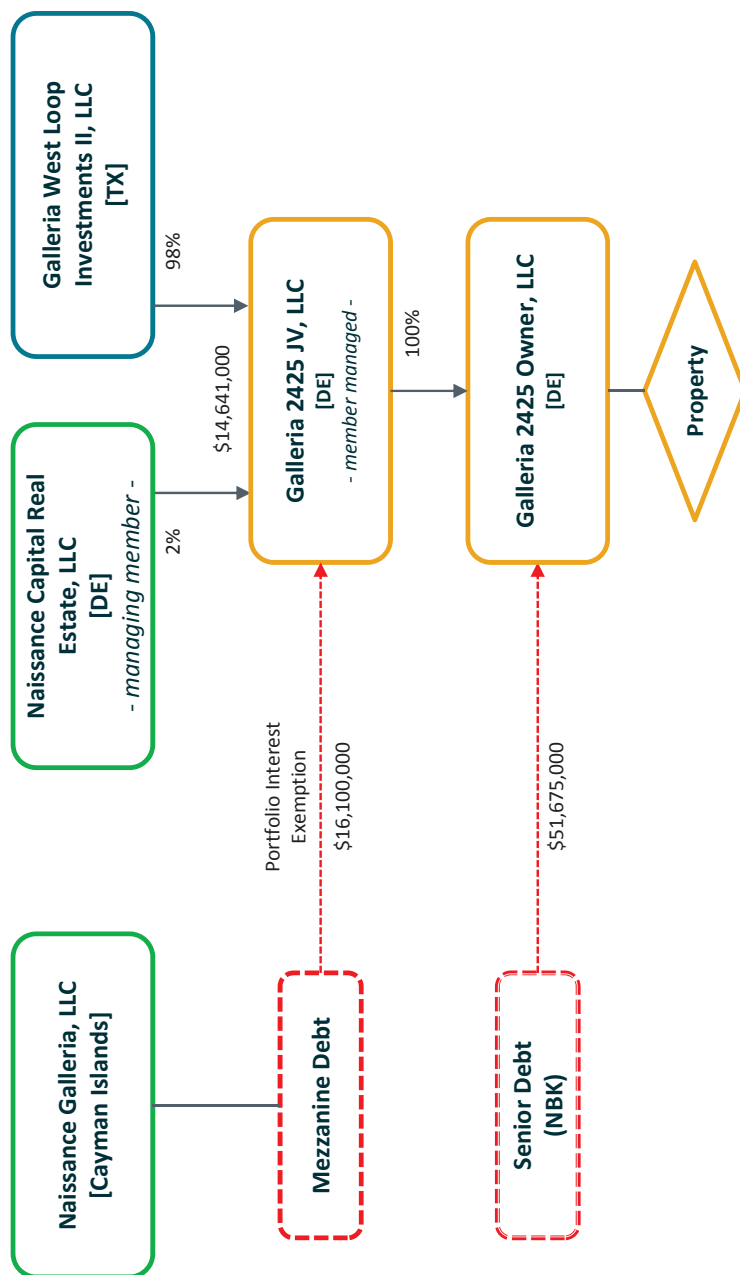 Naissance Galleria, LLC
[Cayman Islands]
Naissance Capital Real
Estate, LLC
[DE]
- managing member -
Galleria West Loop
Investments II, LLC
[TX]
2%
98%
$14,641,000
Mezzanine Debt
Portfolio Interest
Exemption
$16,100,000
Galleria 2425 JV, LLC
[DE]
- member managed -
100%
Senior Debt
(NBK)
$51,675,000
Galleria 2425 Owner, LLC
[DE]
Property